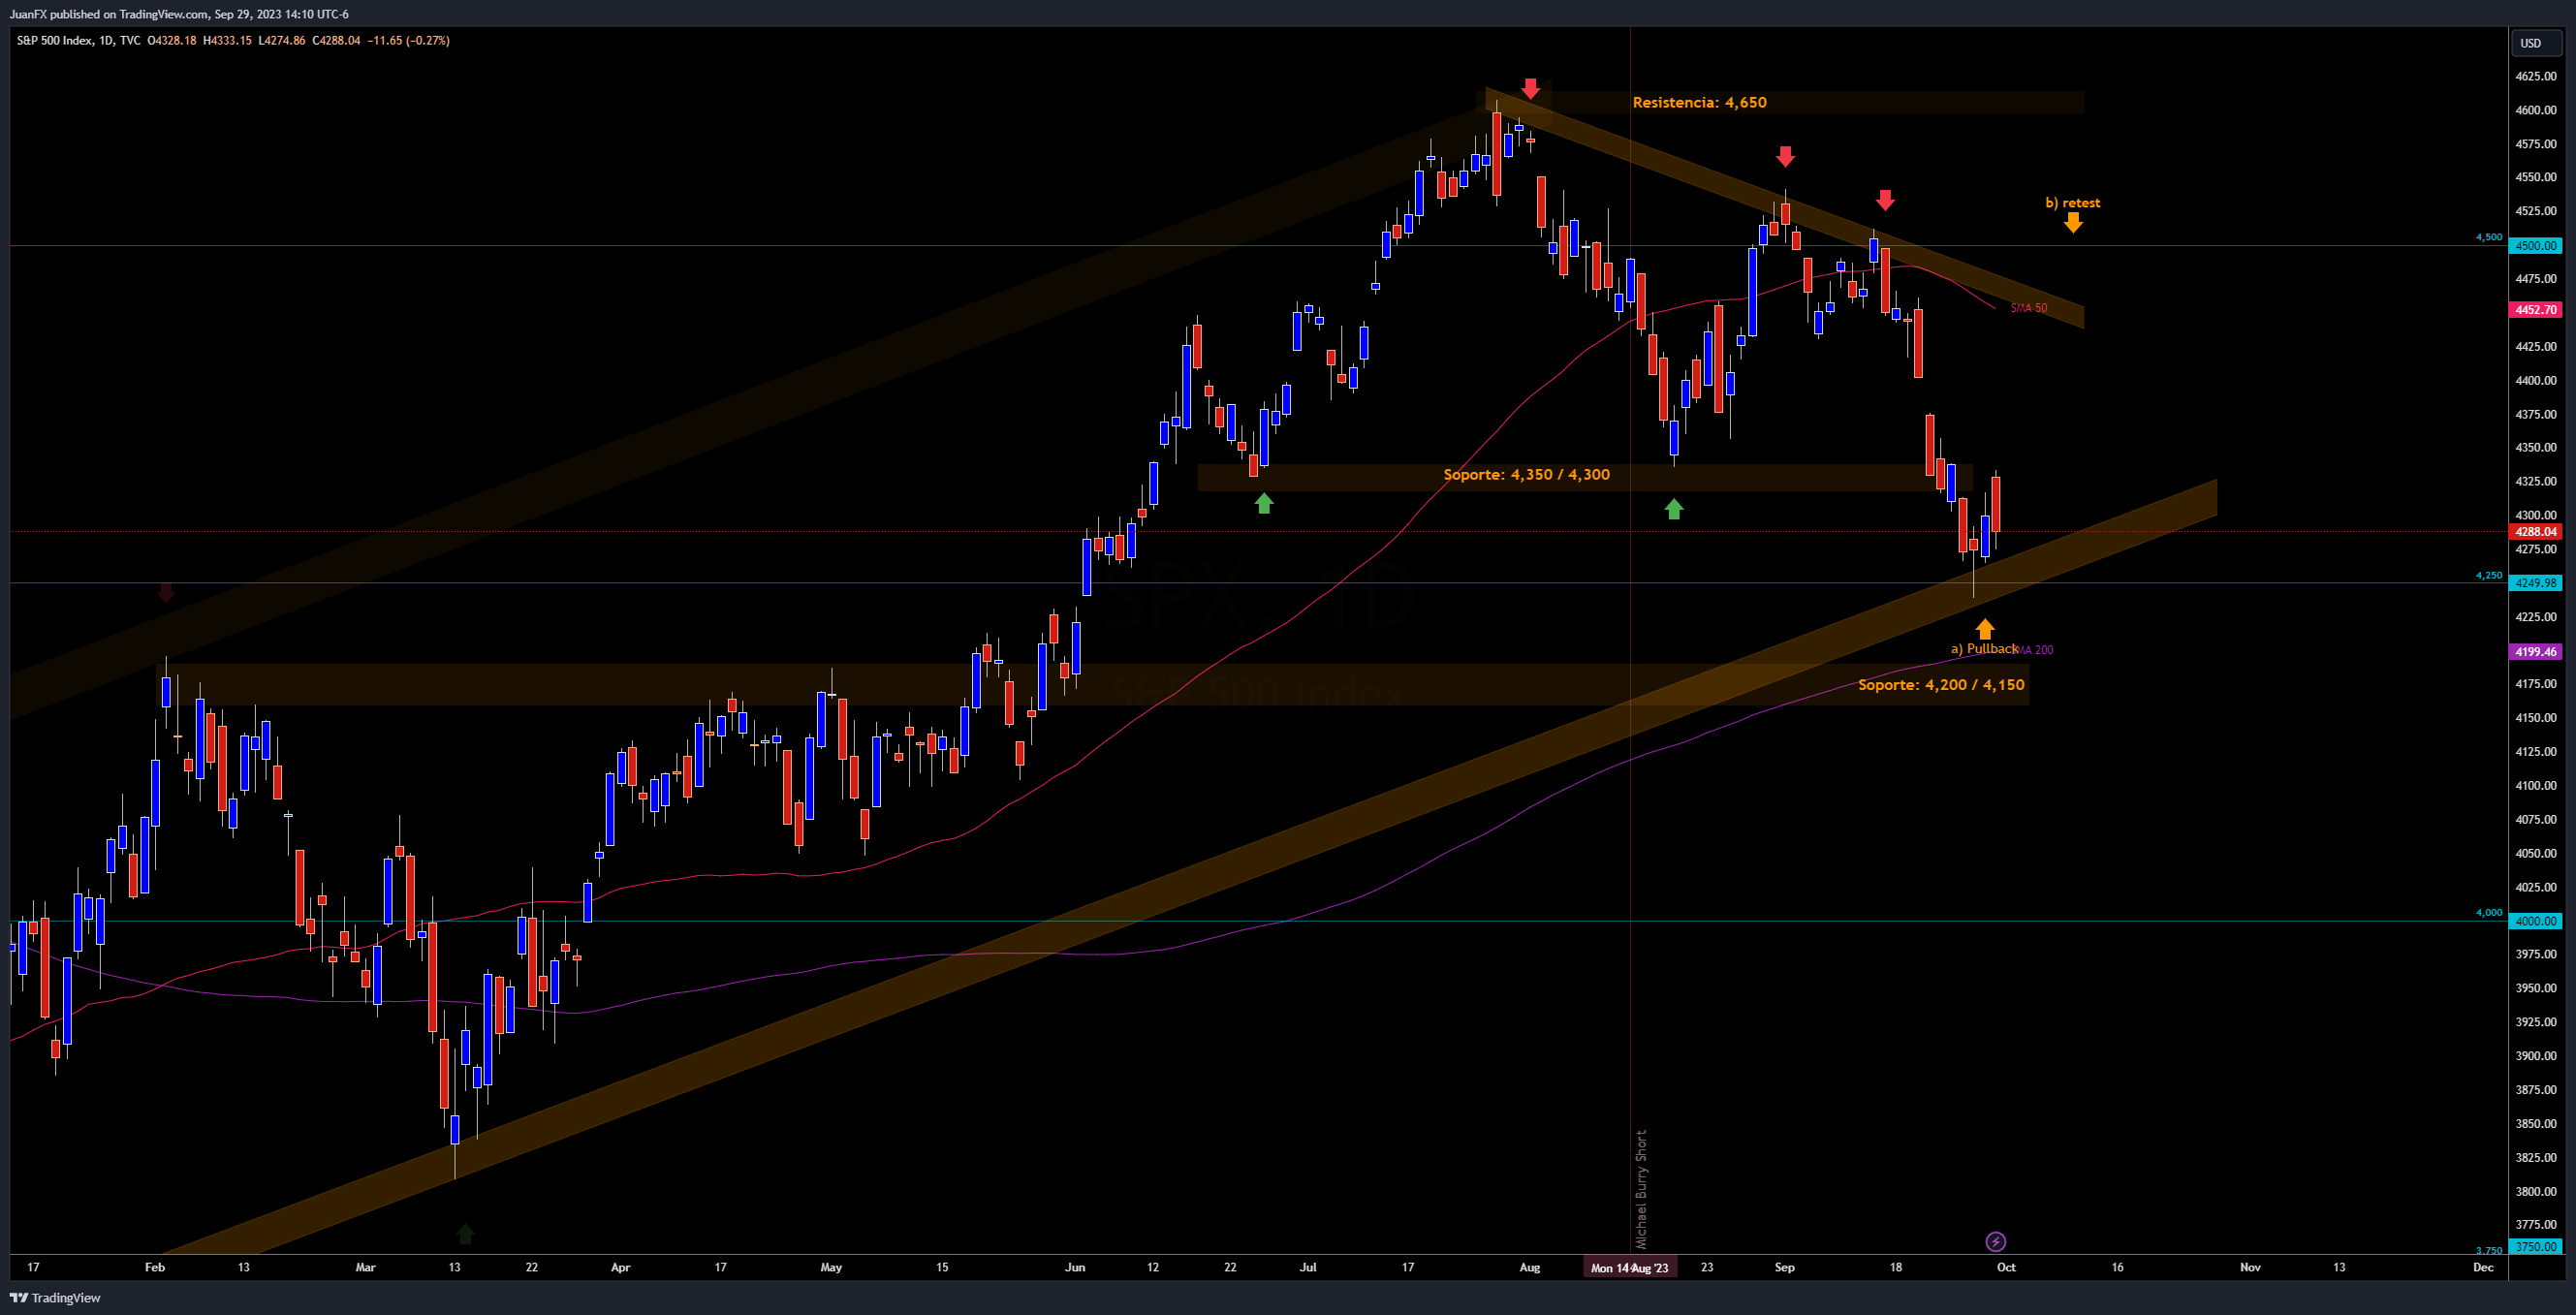 JuanFX published on TradingView.com, Sep 29, 2023 14:10 UTC-6
S&P 500 Index, 1D, TVC O4328.18 H4333.15 L4274.86 C4288.04 −11.65 (−0.27%)
USD
4625.00
Resistencia: 4,650
4600.00
4575.00
4550.00
b) retest
4525.00
4,500
4500.00
4475.00
SMA 50
4452.70
4425.00
4400.00
4375.00
4350.00
Soporte: 4,350 / 4,300
4325.00
4300.00
4288.04
4275.00
4,250
4249.98
SPX, 1D
4225.00
a) Pullback
SMA 200
4199.46
S&P 500 Index
Soporte: 4,200 / 4,150
4175.00
4150.00
4125.00
4100.00
4075.00
4050.00
4025.00
4,000
4000.00
3975.00
3950.00
3925.00
3900.00
3875.00
3850.00
3825.00
3800.00
3775.00
Michael Burry Short
3,750
3750.00
17 Feb 13 Mar 13 22 Apr 17 May 15 Jun 12 22 Jul 17 Aug Mon 14 Aug '23 23 Sep 18 Oct 16 Nov 13 Dec
TradingView